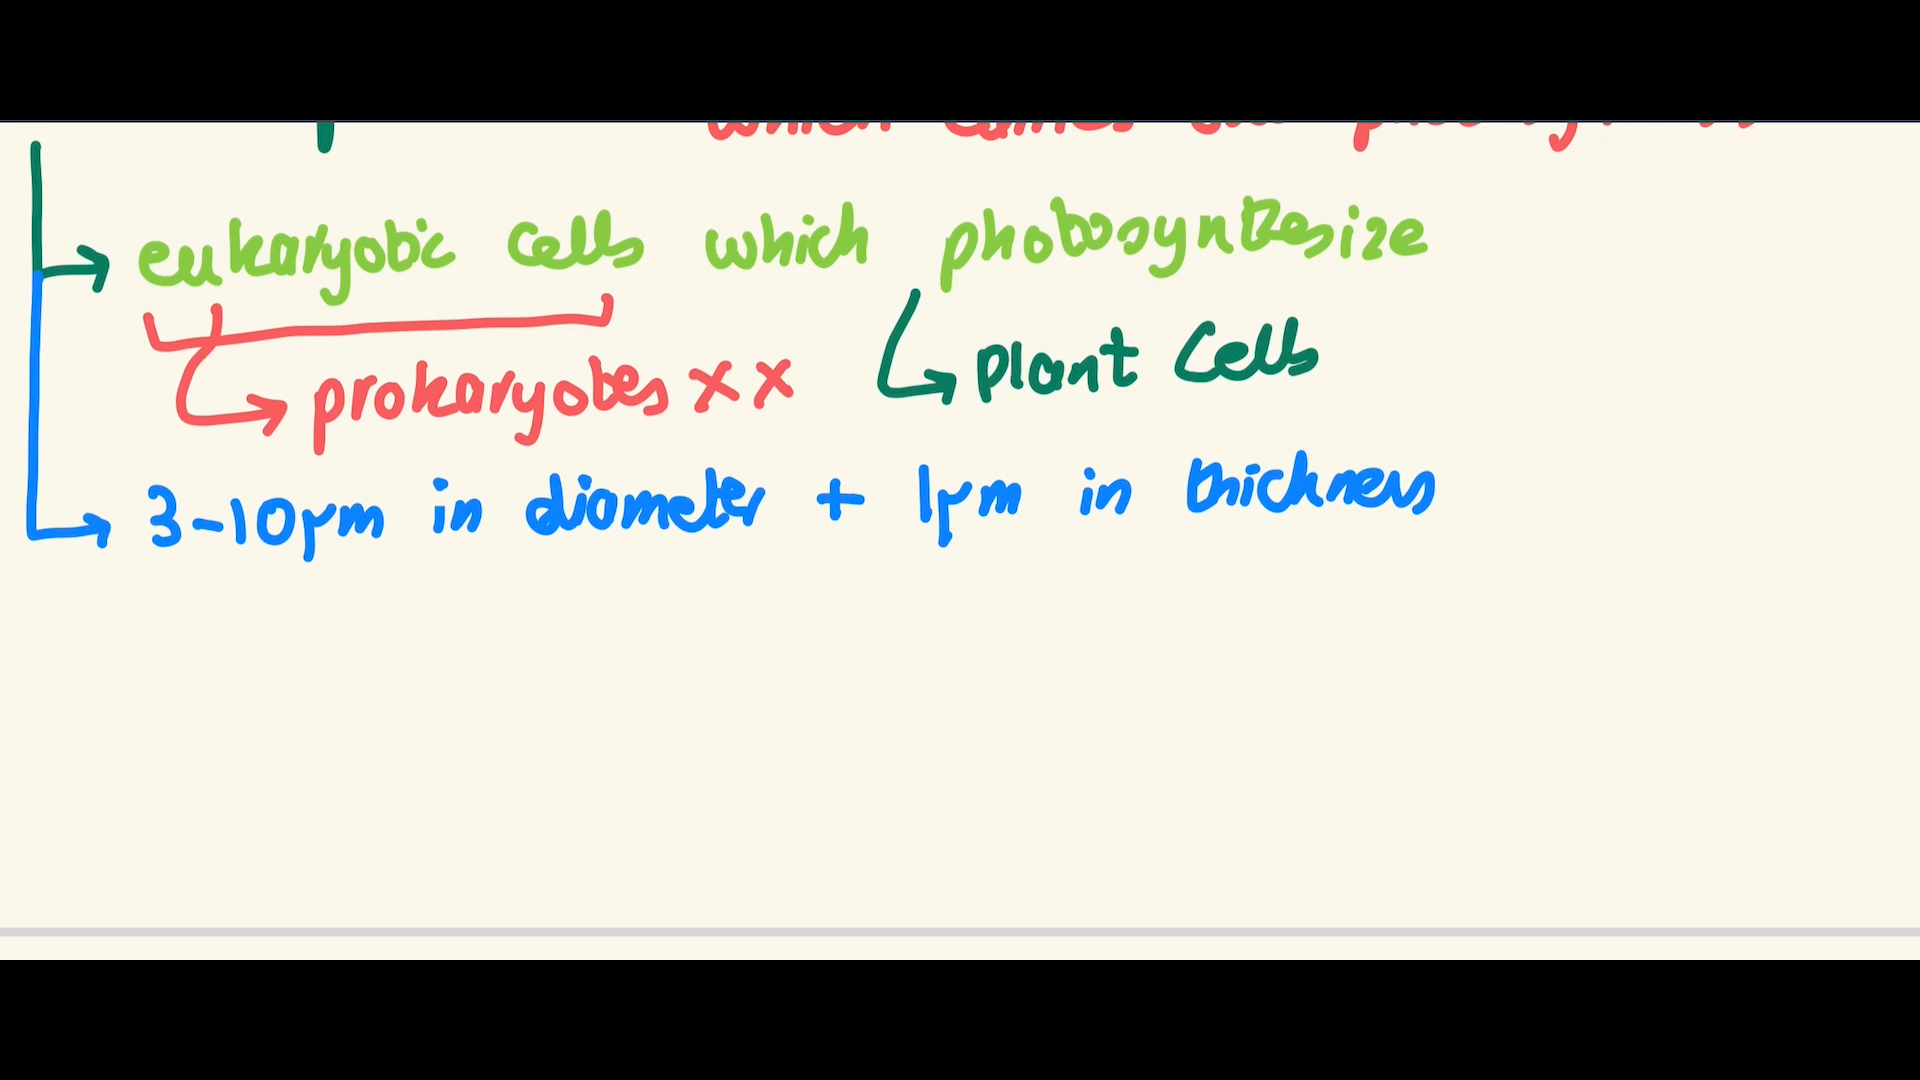 eukaryotic cells which photosynthesize
prokaryotes x x
plant cells
3-10μm in diameter + 1μm in thickness